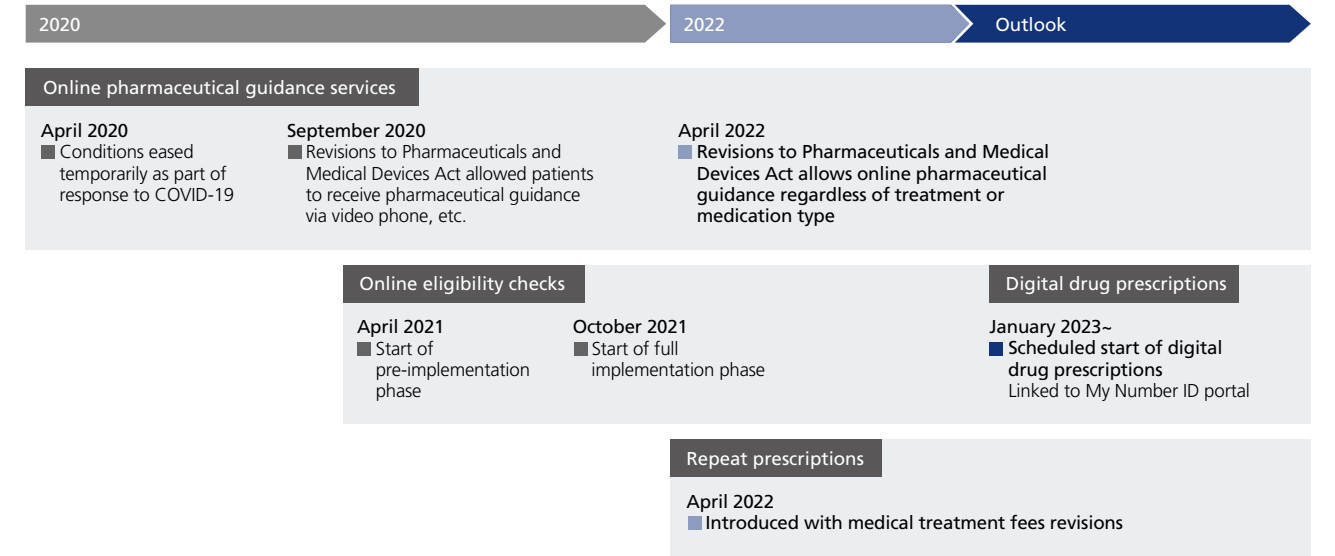 2020
2022
Outlook
Online pharmaceutical guidance services
April 2020
Conditions eased
temporarily as part of
response to COVID-19
September 2020
Revisions to Pharmaceuticals and
Medical Devices Act allowed patients
to receive pharmaceutical guidance
via video phone, etc.
April 2022
Revisions to Pharmaceuticals and Medical
Devices Act allows online pharmaceutical
guidance regardless of treatment or
medication type
Online eligibility checks
April 2021
Start of
pre-implementation
phase
October 2021
Start of full
implementation phase
Digital drug prescriptions
January 2023~
Scheduled start of digital
drug prescriptions
Linked to My Number ID portal
Repeat prescriptions
April 2022
Introduced with medical treatment fees revisions